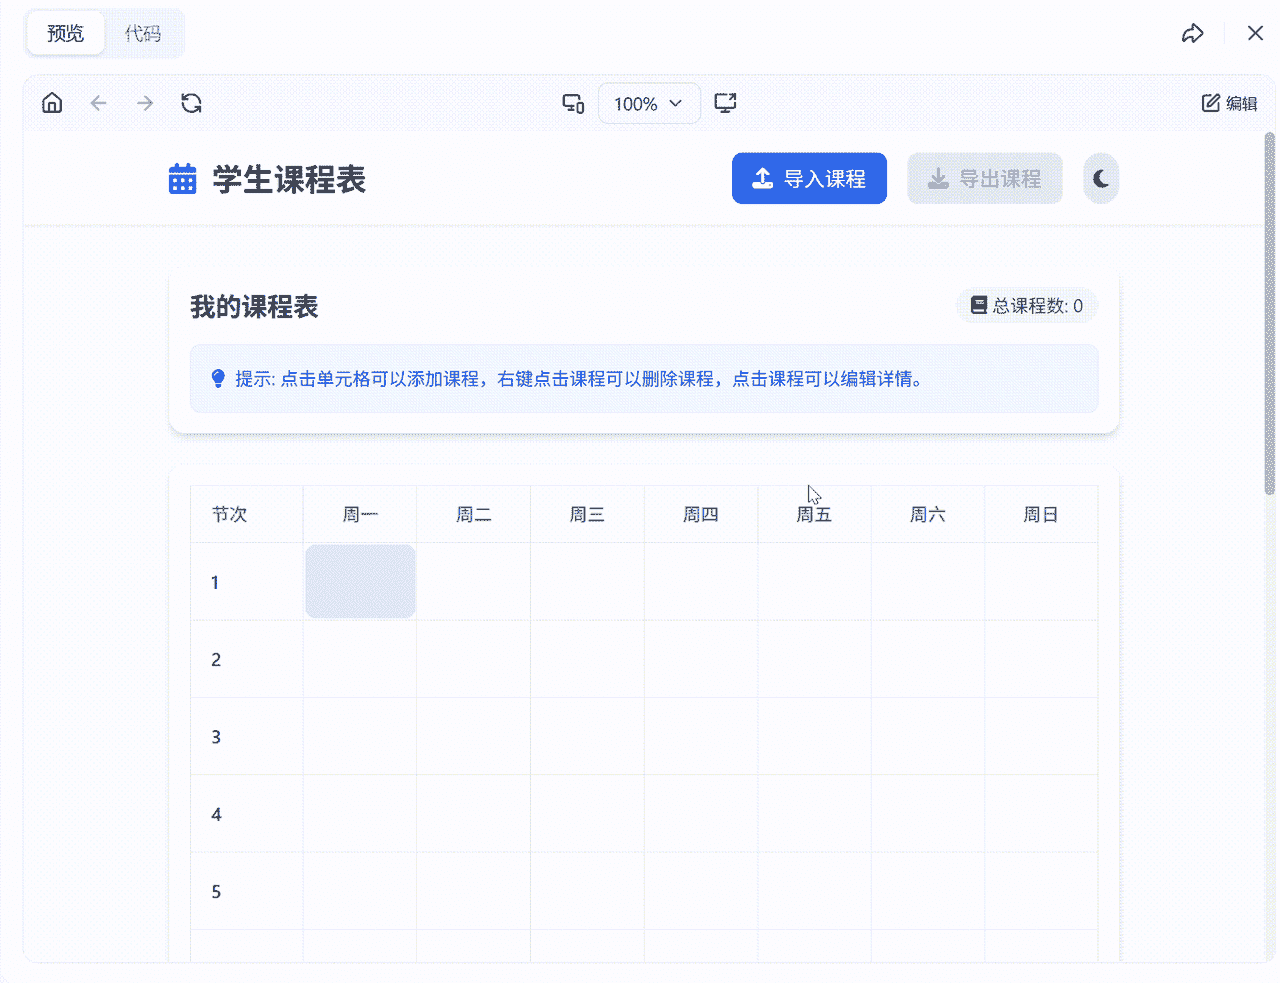 预览 代码
100% 编辑
学生课程表 导入课程 导出课程
我的课程表 总课程数: 0
提示: 点击单元格可以添加课程，右键点击课程可以删除课程，点击课程可以编辑详情。
节次 周一 周二 周三 周四 周五 周六 周日
1
2
3
4
5